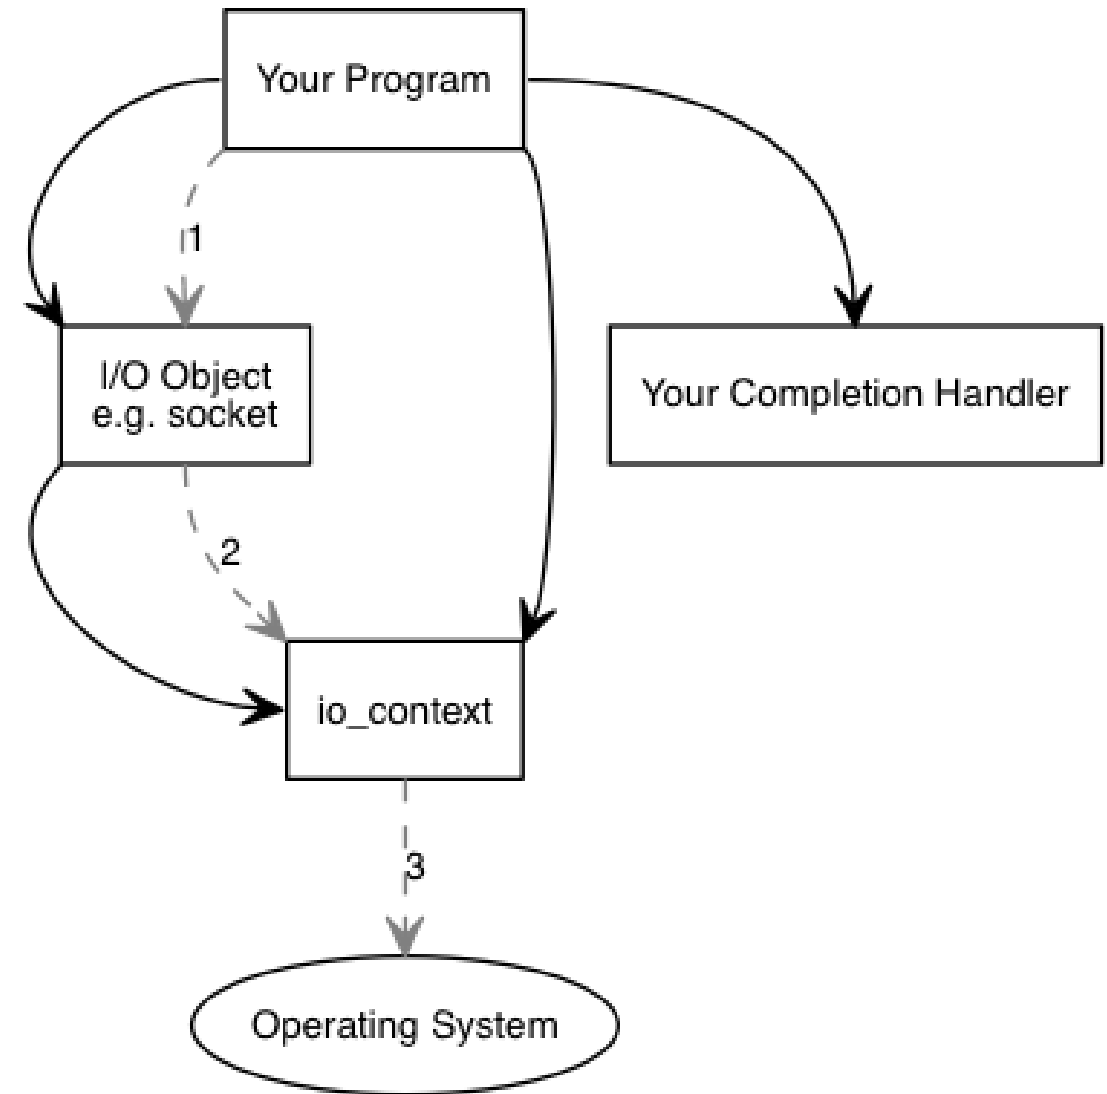 Your Program
1
I/O Object
e.g. socket
Your Completion Handler
2
io_context
3
Operating System